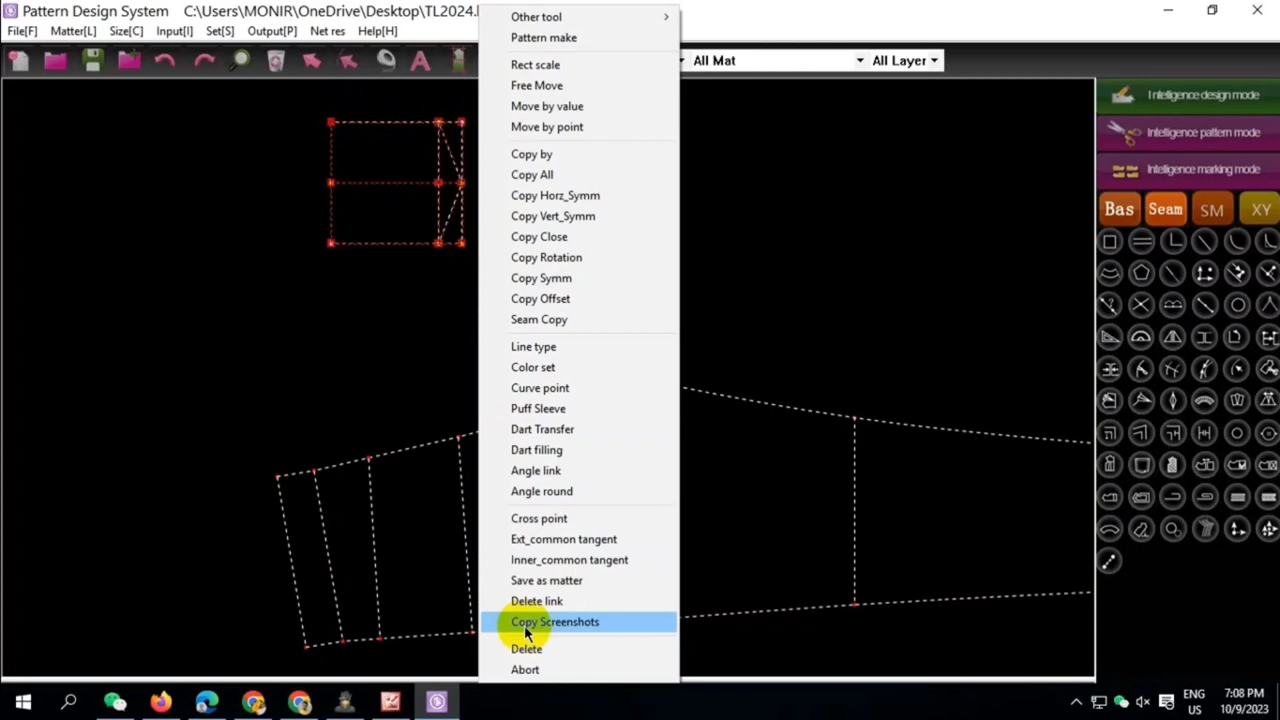 Pattern Design System C:\Users\MONIR\OneDrive\Desktop\TL2024.
File[F] Matter[L] Size[C] Input[I] Set[S] Output[P] Net res Help[H]
All Mat
All Layer
Other tool
Pattern make
Rect scale
Free Move
Move by value
Move by point
Copy by
Copy All
Copy Horz_Symm
Copy Vert_Symm
Copy Close
Copy Rotation
Copy Symm
Copy Offset
Seam Copy
Line type
Color set
Curve point
Puff Sleeve
Dart Transfer
Dart filling
Angle link
Angle round
Cross point
Ext_common tangent
Inner_common tangent
Save as matter
Delete link
Copy Screenshots
Delete
Abort
Intelligence design mode
Intelligence pattern mode
Intelligence marking mode
Bas Seam SM XY
ENG
US
7:08 PM
10/9/2023